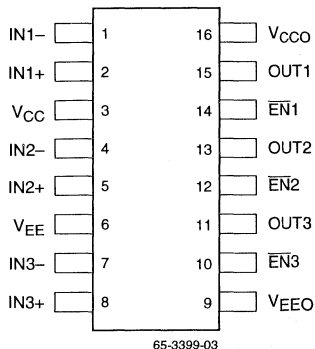 IN1– 1 16 VCCO
IN1+ 2 15 OUT1
VCC 3 14 EN1
IN2– 4 13 OUT2
IN2+ 5 12 EN2
VEE 6 11 OUT3
IN3– 7 10 EN3
IN3+ 8 9 VEEO
65-3399-03